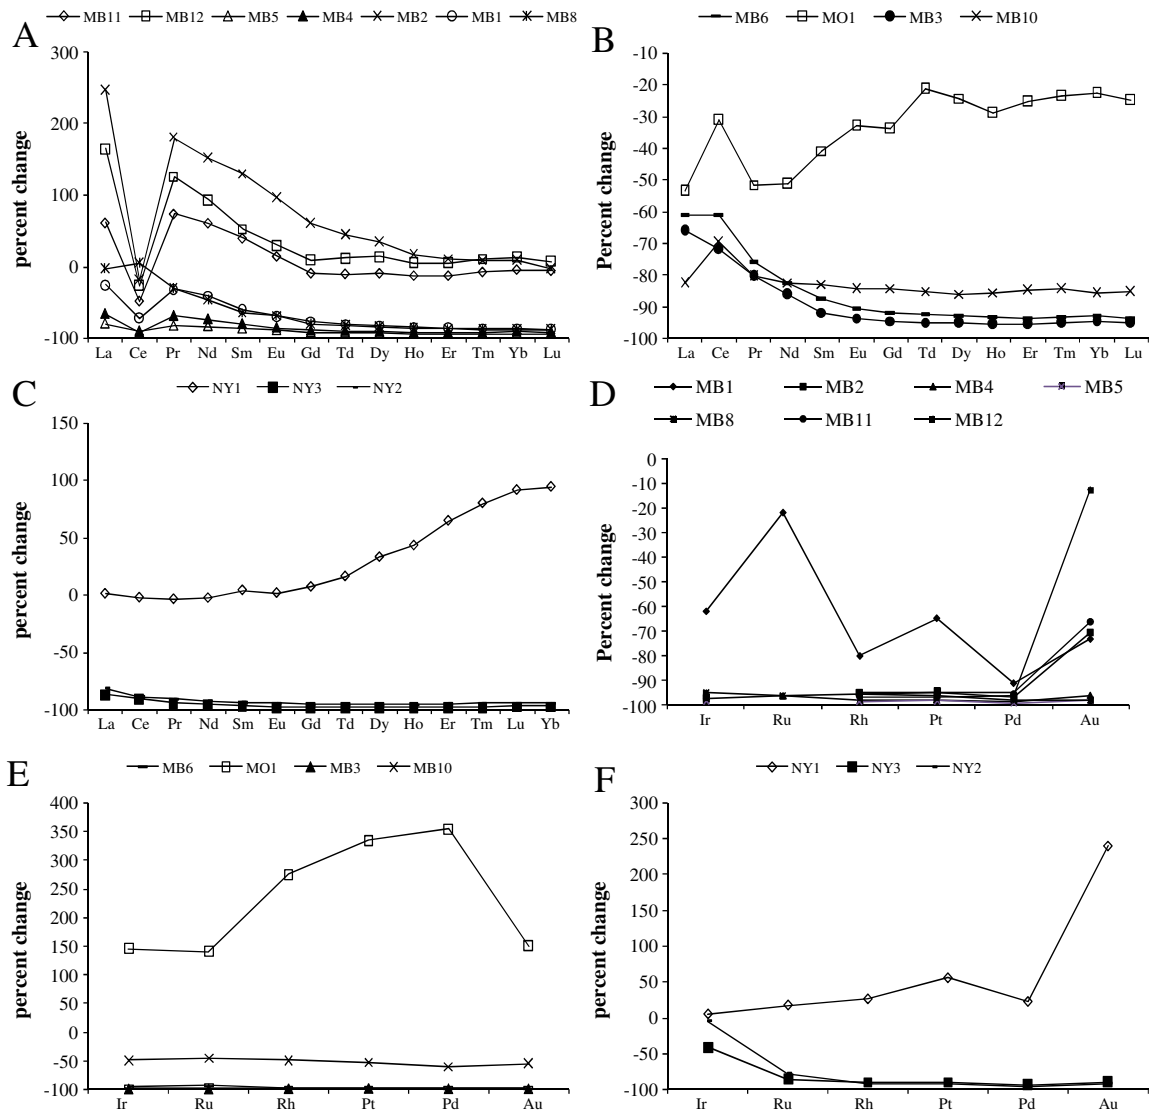 A
MB11 MB12 MB5 MB4 MB2 MB1 MB8
percent change
300
200
100
0
-100
La Ce Pr Nd Sm Eu Gd Td Dy Ho Er Tm Yb Lu
B
MB6 MO1 MB3 MB10
Percent change
-10
-20
-30
-40
-50
-60
-70
-80
-90
-100
La Ce Pr Nd Sm Eu Gd Td Dy Ho Er Tm Yb Lu
C
NY1 NY3 NY2
percent change
150
100
50
0
-50
-100
La Ce Pr Nd Sm Eu Gd Td Dy Ho Er Tm Lu Yb
D
MB1 MB2 MB4 MB5
MB8 MB11 MB12
Percent change
0
-10
-20
-30
-40
-50
-60
-70
-80
-90
-100
Ir Ru Rh Pt Pd Au
E
MB6 MO1 MB3 MB10
percent change
400
350
300
250
200
150
100
50
0
-50
-100
Ir Ru Rh Pt Pd Au
F
NY1 NY3 NY2
percent change
300
250
200
150
100
50
0
-50
-100
Ir Ru Rh Pt Pd Au